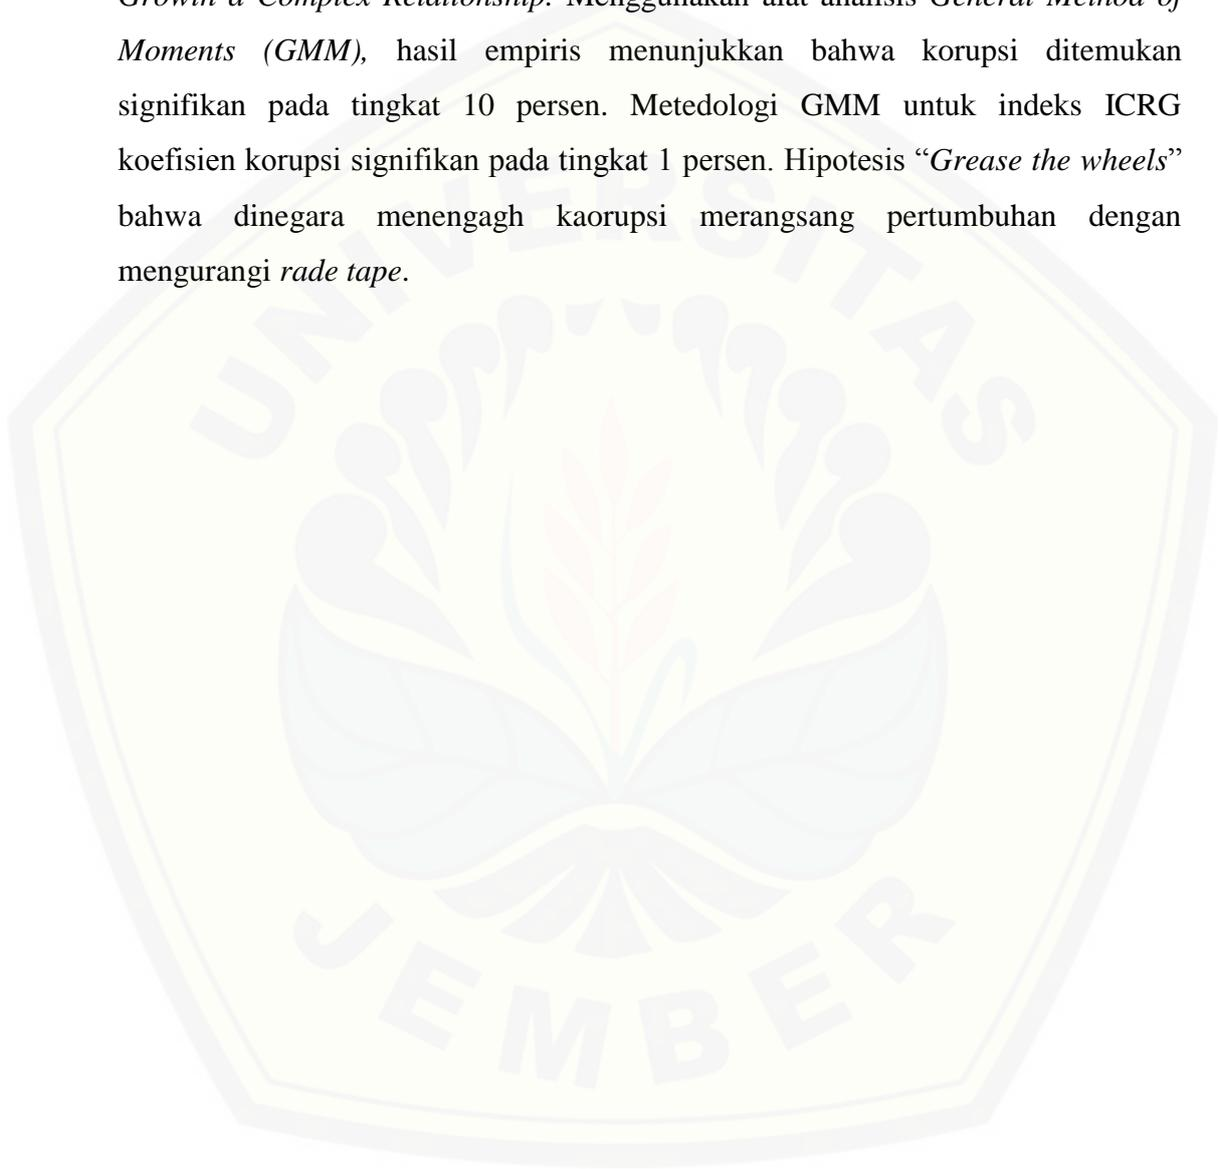 Growth a Complex Relationship. Menggunakan alat analisis General Method of
Moments (GMM), hasil empiris menunjukkan bahwa korupsi ditemukan
signifikan pada tingkat 10 persen. Metedologi GMM untuk indeks ICRG
koefisien korupsi signifikan pada tingkat 1 persen. Hipotesis “Grease the wheels”
bahwa dinegara menengagh kaorupsi merangsang pertumbuhan dengan
mengurangi rade tape.
UNIVERSITAS
JEMBER